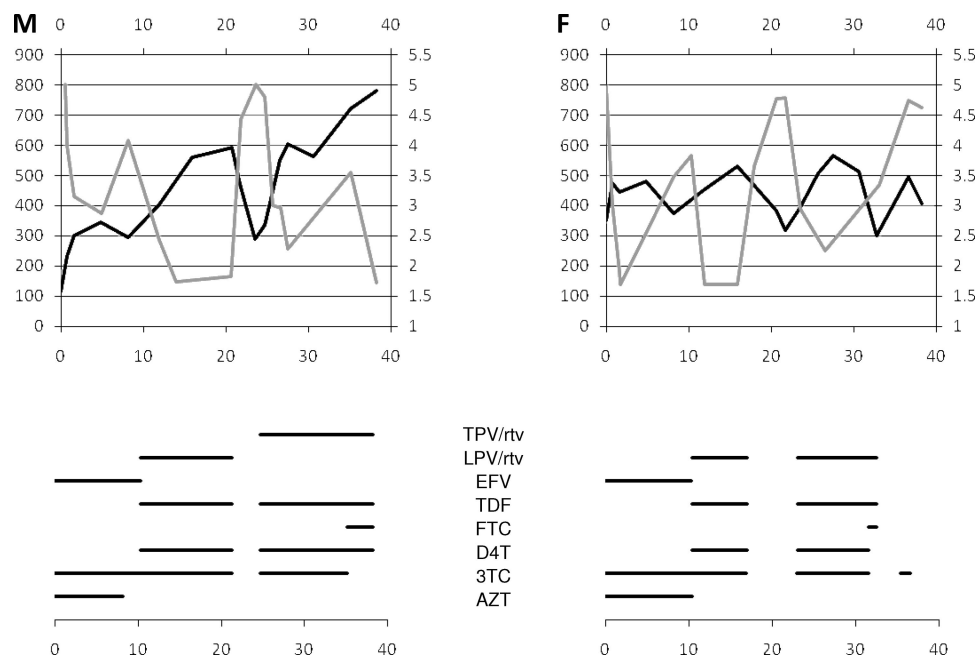 M 0 10 20 30 40
F 0 10 20 30 40
900 5.5 900 5.5
800 5 800 5
700 4.5 700 4.5
600 4 600 4
500 3.5 500 3.5
400 3 400 3
300 2.5 300 2.5
200 2 200 2
100 1.5 100 1.5
0 1 0 1
0 10 20 30 40 0 10 20 30 40
TPV/rtv
LPV/rtv
EFV
TDF
FTC
D4T
3TC
AZT
0 10 20 30 40 0 10 20 30 40